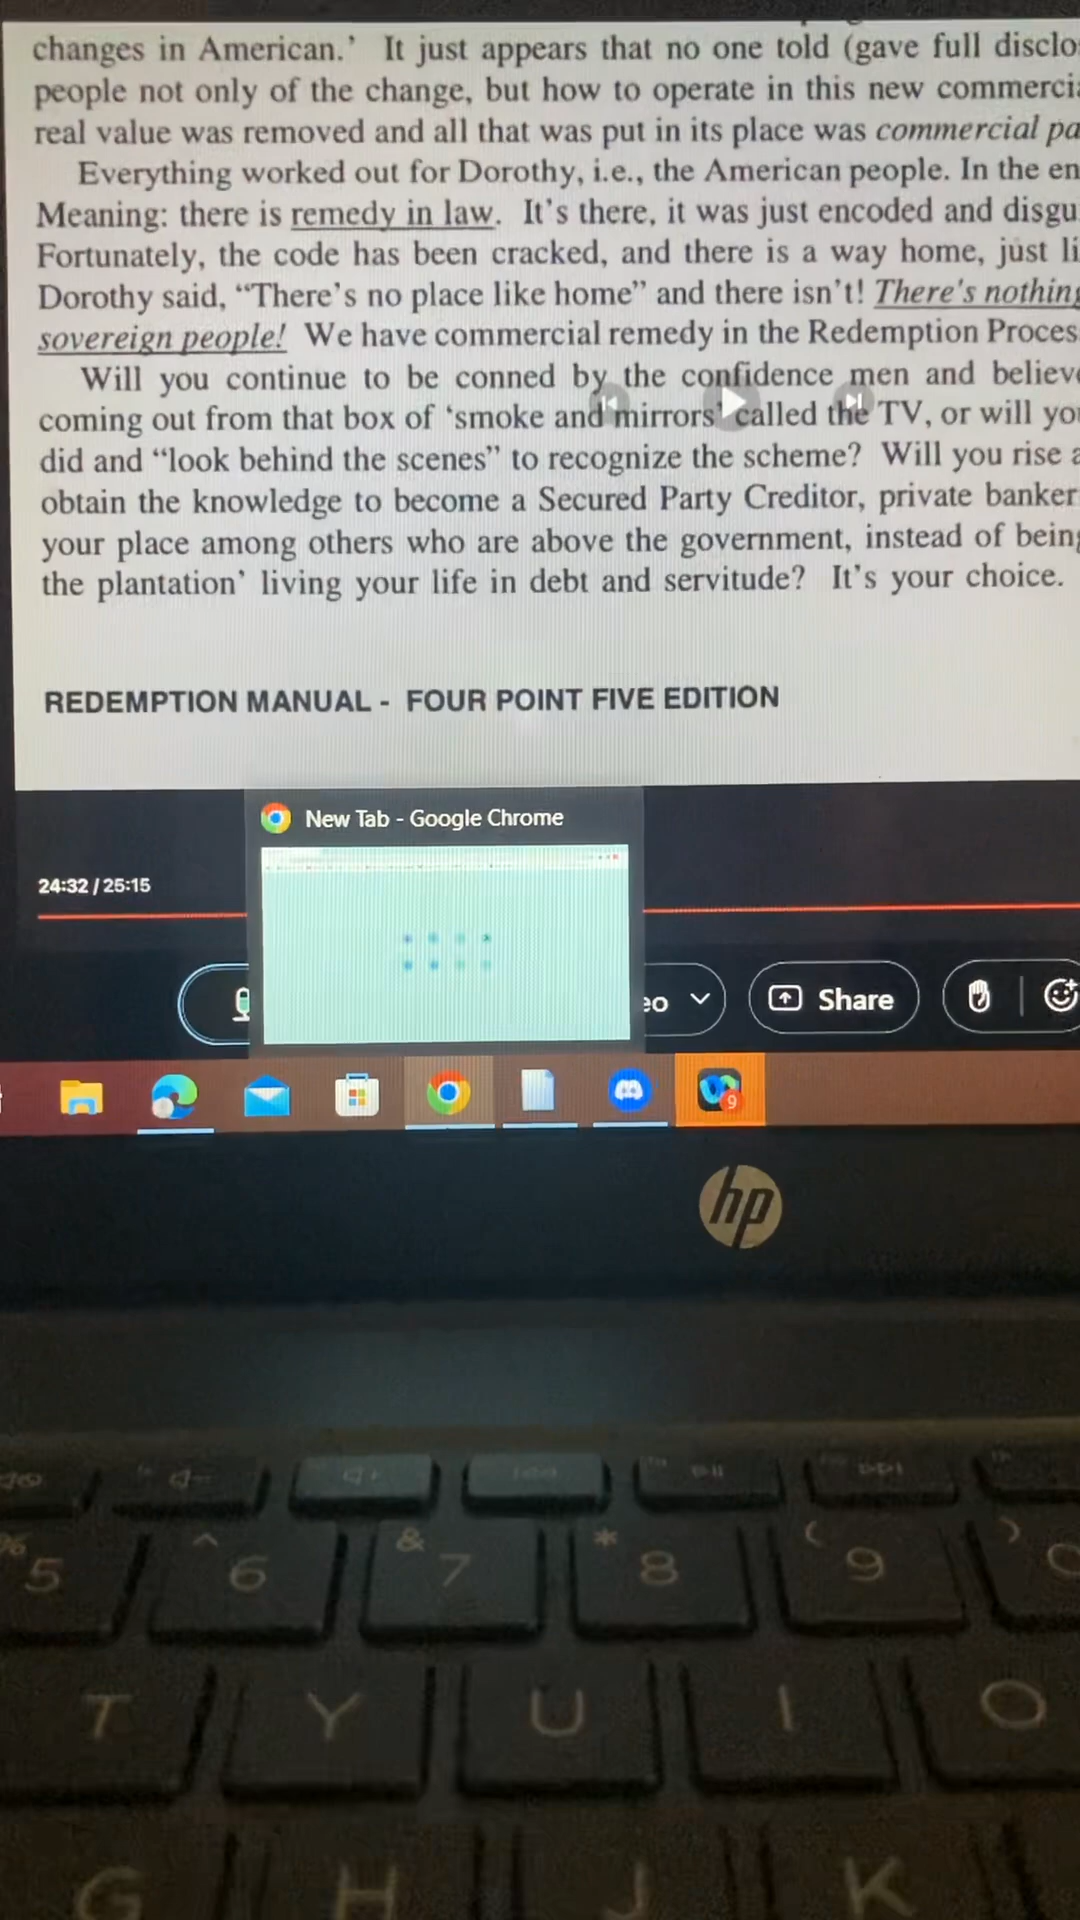 changes in American.’ It just appears that no one told (gave full disclo
people not only of the change, but how to operate in this new commerci
real value was removed and all that was put in its place was commercial pa
Everything worked out for Dorothy, i.e., the American people. In the en
Meaning: there is remedy in law. It’s there, it was just encoded and disgu
Fortunately, the code has been cracked, and there is a way home, just li
Dorothy said, “There’s no place like home” and there isn’t! There's nothing
sovereign people! We have commercial remedy in the Redemption Proces
Will you continue to be conned by the confidence men and believe
coming out from that box of ‘smoke and mirrors’ called the TV, or will you
did and “look behind the scenes” to recognize the scheme? Will you rise a
obtain the knowledge to become a Secured Party Creditor, private banker
your place among others who are above the government, instead of being
the plantation’ living your life in debt and servitude? It’s your choice.
REDEMPTION MANUAL - FOUR POINT FIVE EDITION
New Tab - Google Chrome
24:32 / 25:15
eo
Share
9
hp
% 5 ^ 6 & 7 * 8 ( 9 )
T Y U I O
G H J K